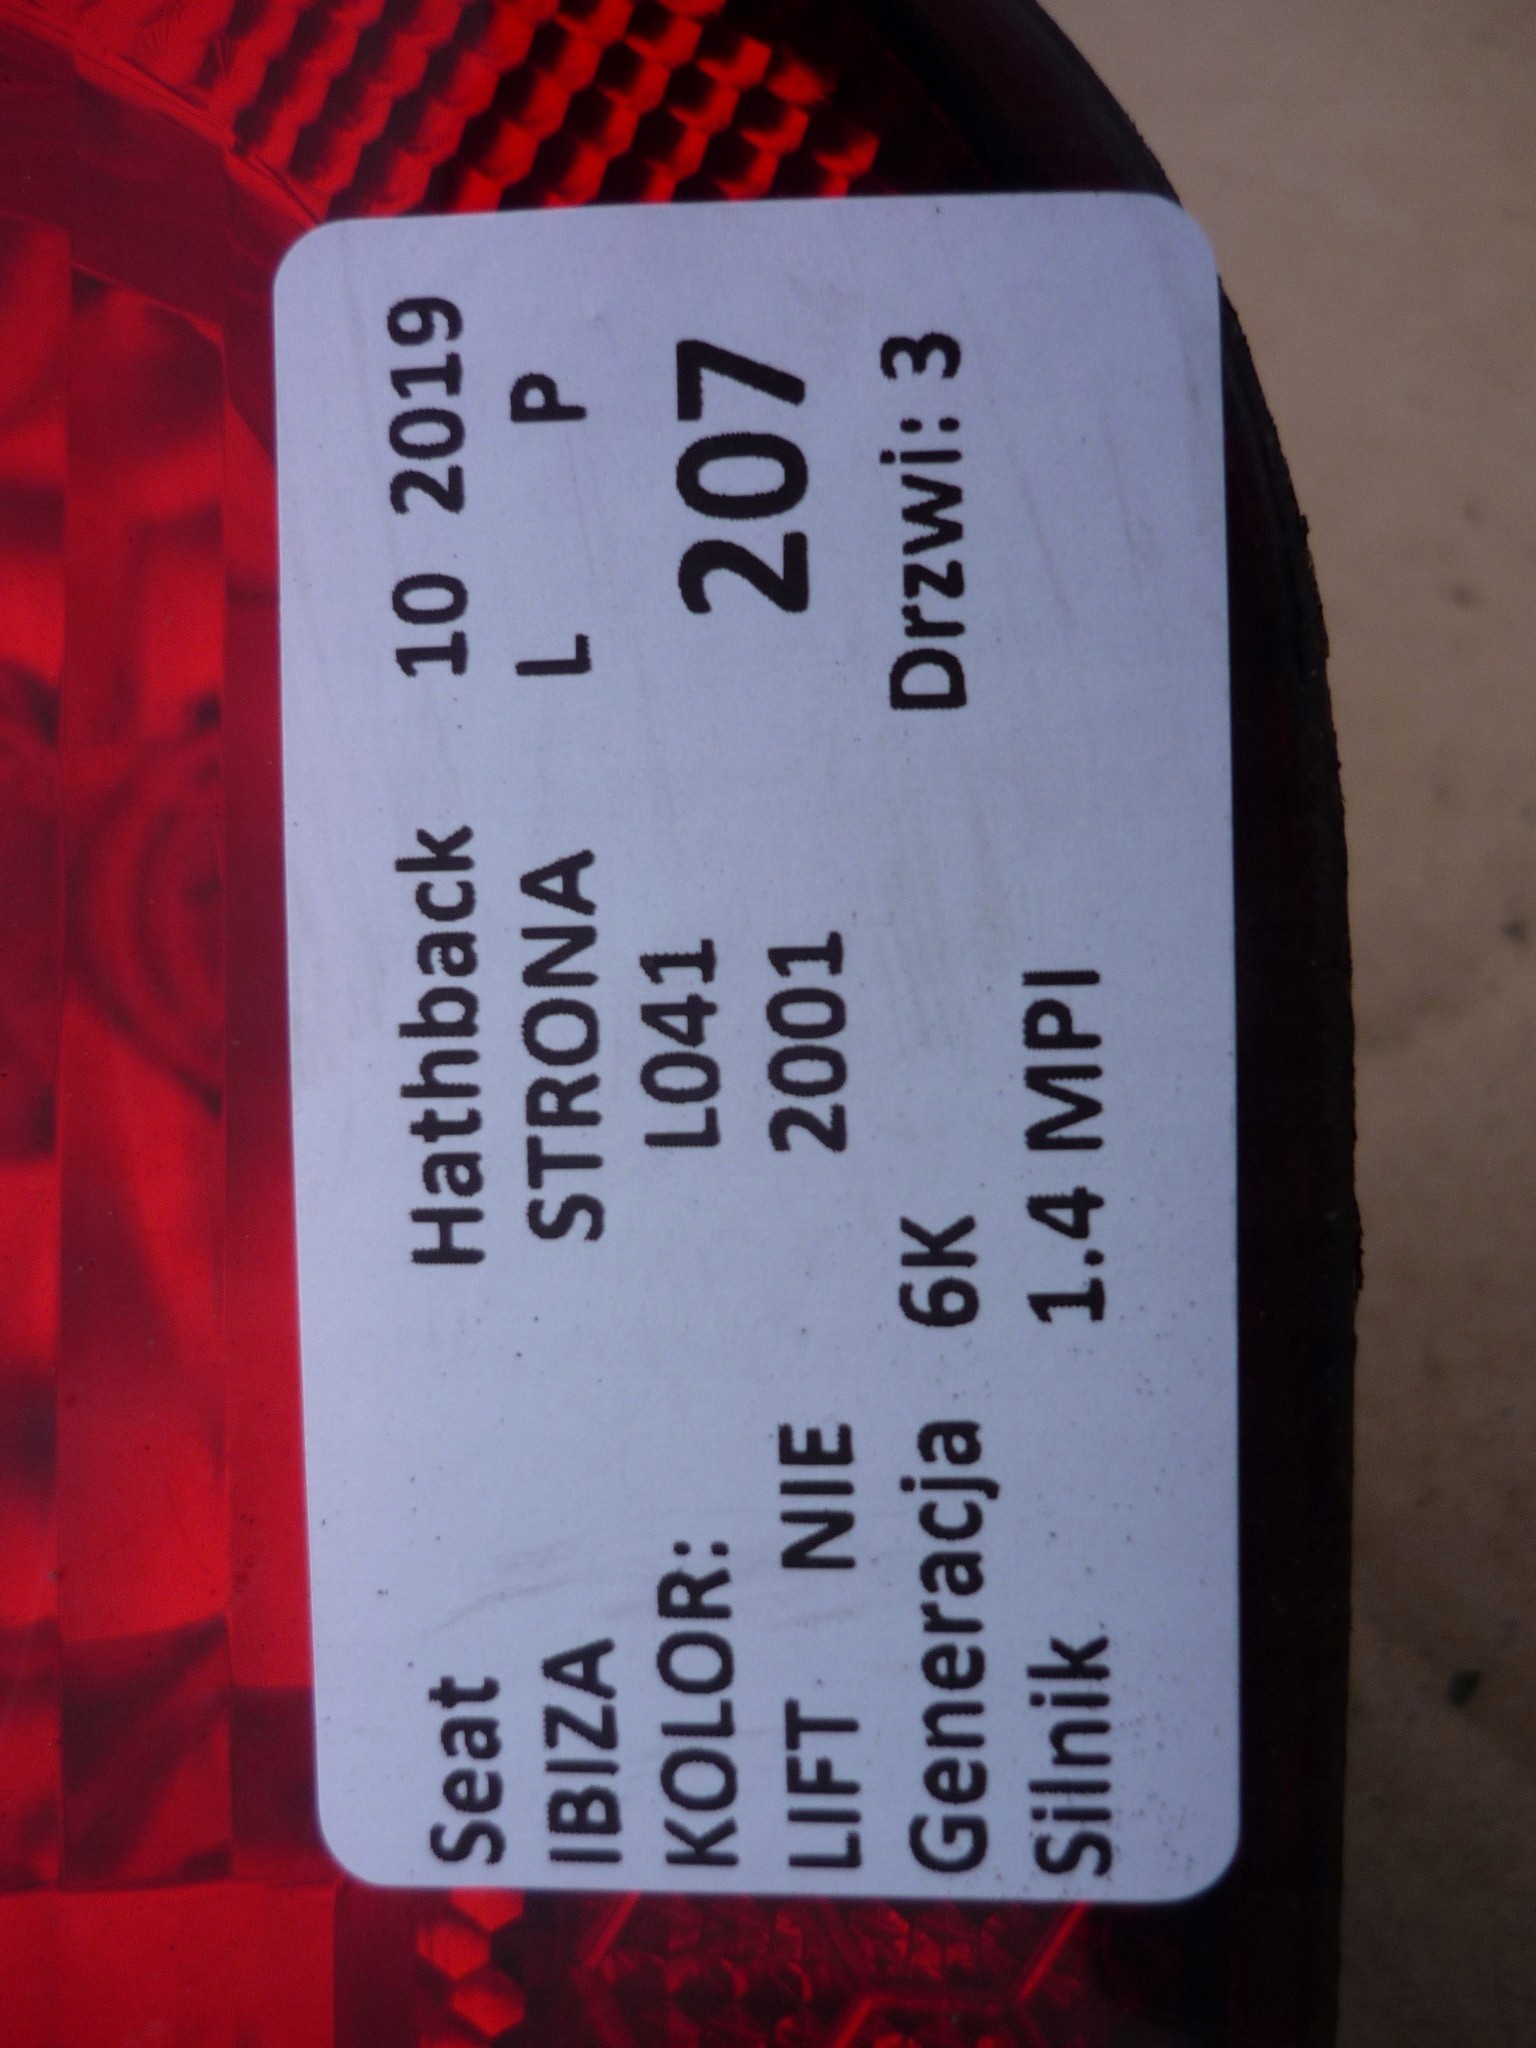 Seat Hathback 10 2019
IBIZA STRONA L P
KOLOR: L041
207
LIFT NIE 2001
Generacja 6K Drzwi: 3
Silnik 1.4 MPI